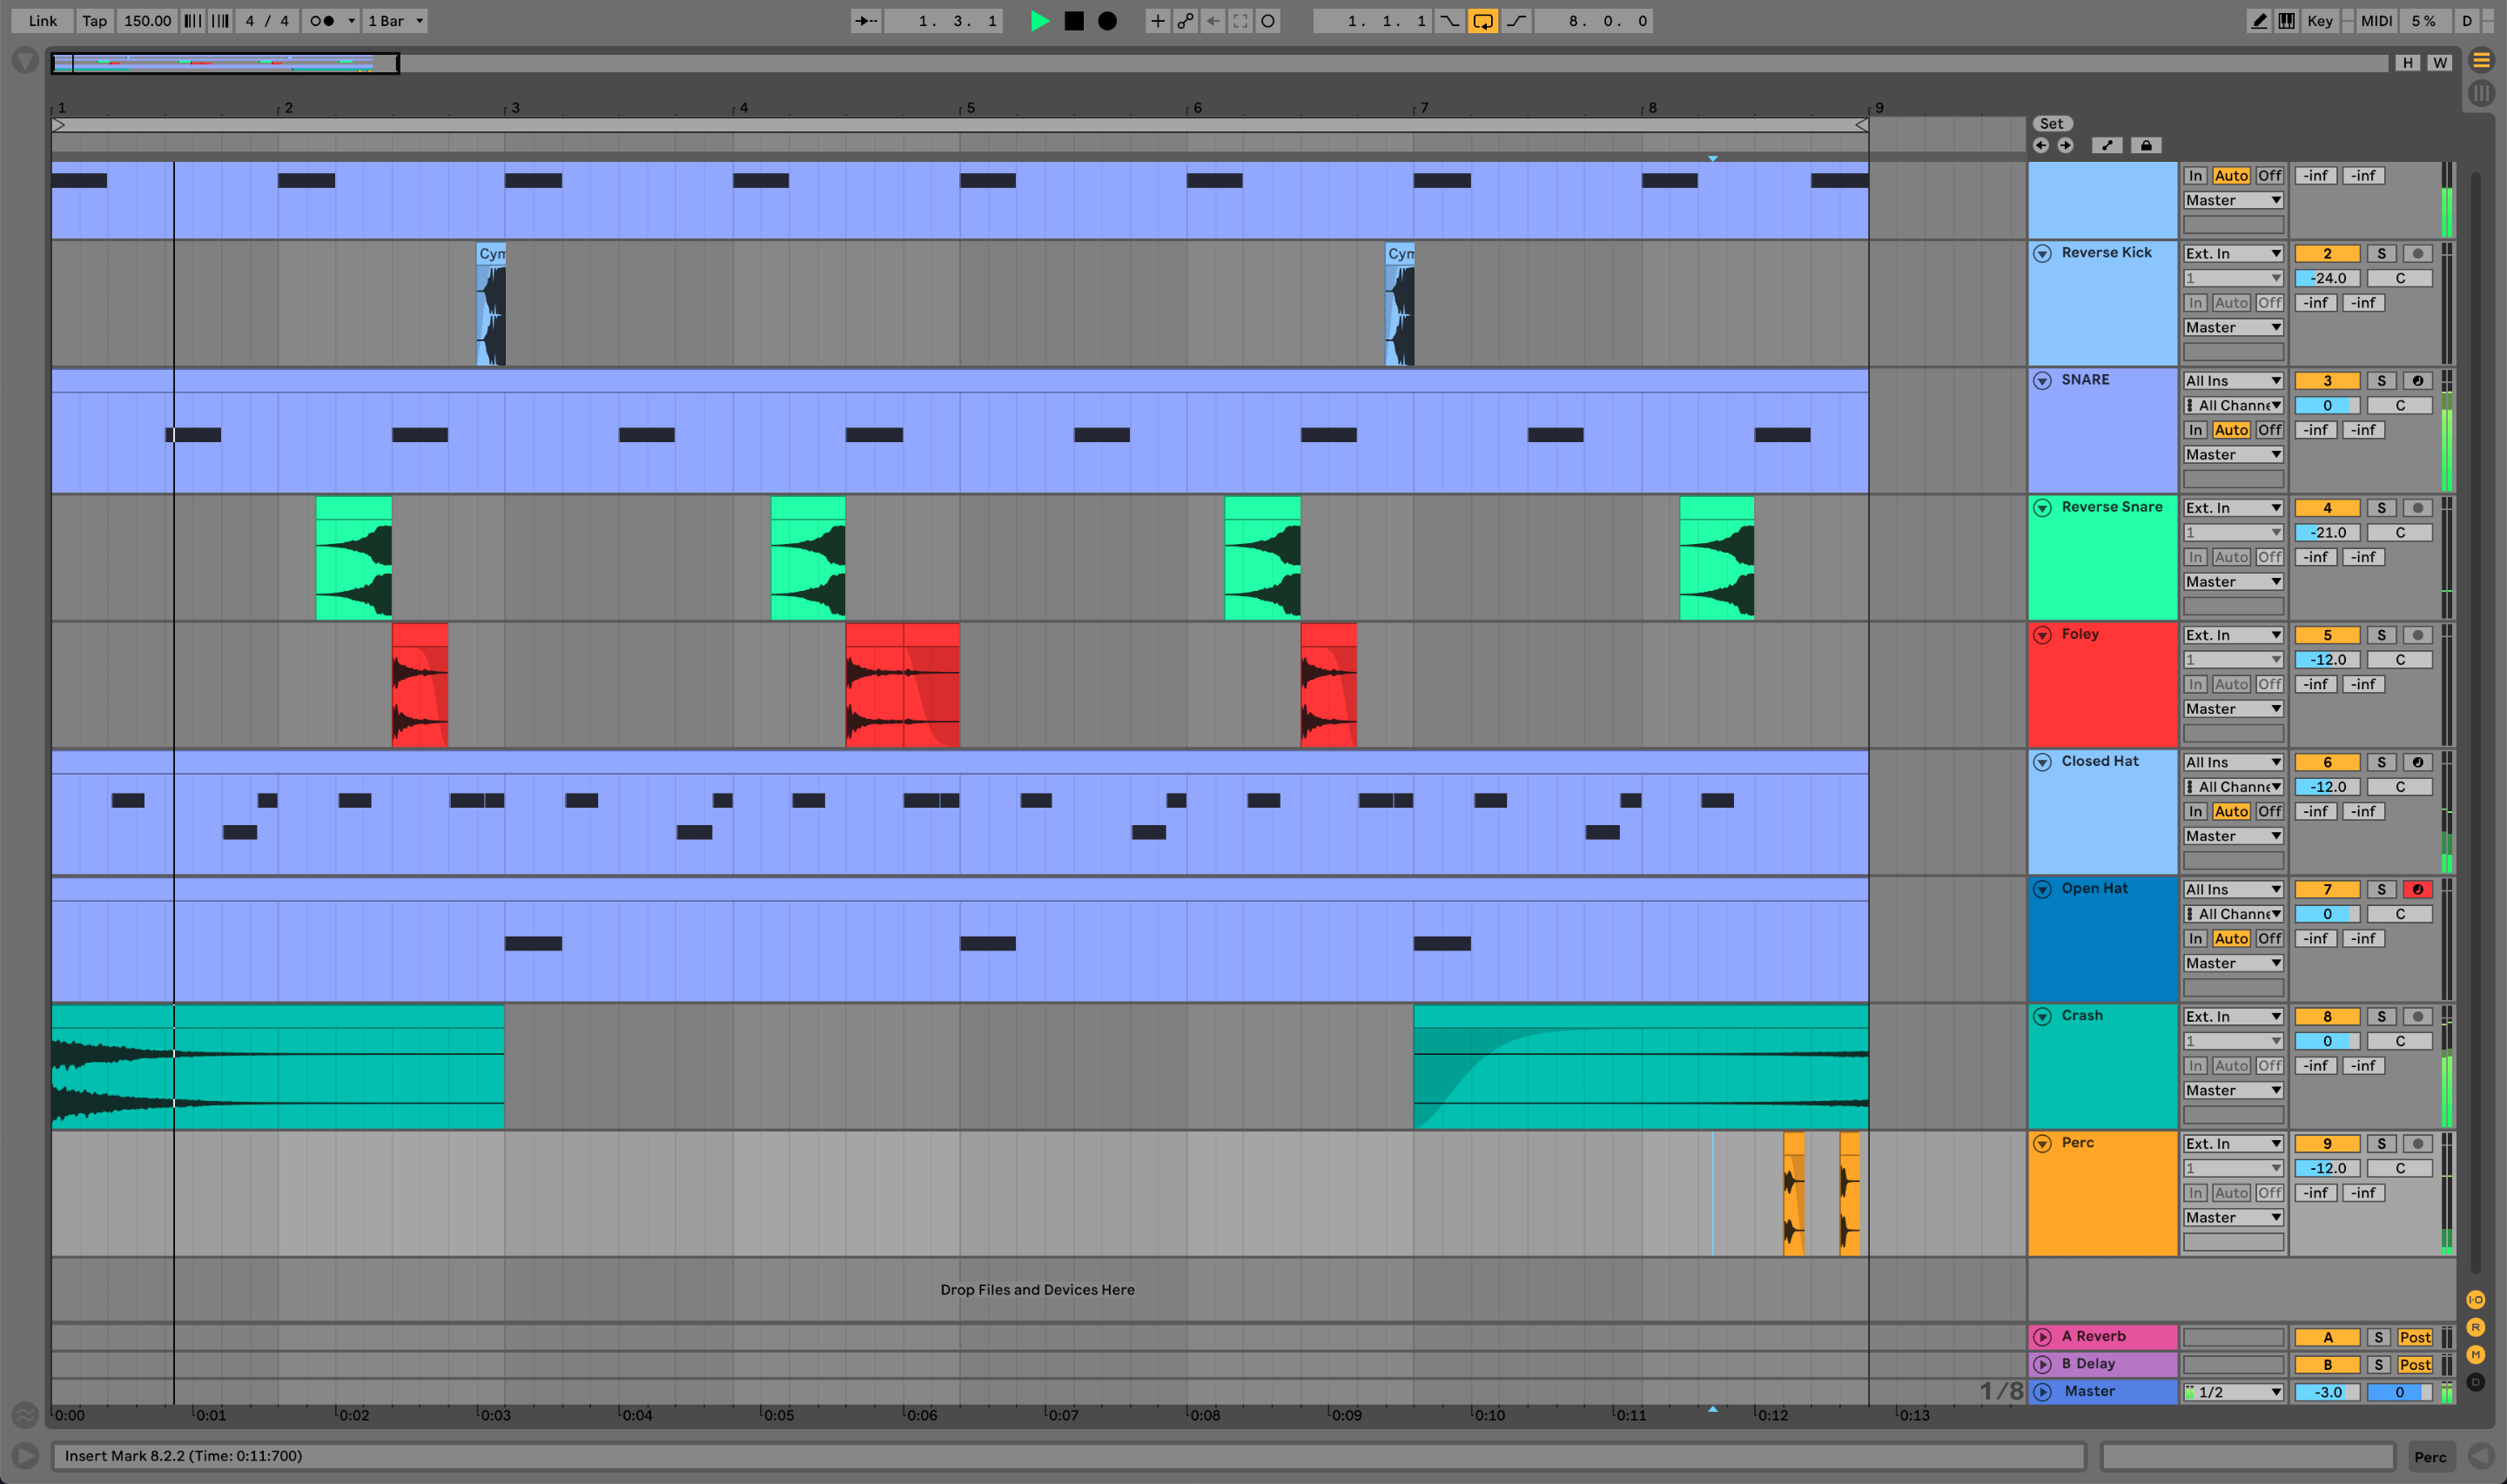 Link Tap 150.00 4 / 4 1 Bar 1. 3. 1 1. 1. 1 8. 0. 0 Key MIDI 5 % D
H W
1 2 3 4 5 6 7 8 9
Set
In Auto Off -inf -inf
Master
Cym Cym Reverse Kick Ext. In 2 S
1 -24.0 C
In Auto Off -inf -inf
Master
SNARE All Ins 3 S
All Channe 0 C
In Auto Off -inf -inf
Master
Reverse Snare Ext. In 4 S
1 -21.0 C
In Auto Off -inf -inf
Master
Foley Ext. In 5 S
1 -12.0 C
In Auto Off -inf -inf
Master
Closed Hat All Ins 6 S
All Channe -12.0 C
In Auto Off -inf -inf
Master
Open Hat All Ins 7 S
All Channe 0 C
In Auto Off -inf -inf
Master
Crash Ext. In 8 S
1 0 C
In Auto Off -inf -inf
Master
Perc Ext. In 9 S
1 -12.0 C
In Auto Off -inf -inf
Master
Drop Files and Devices Here
I·O
A Reverb A S Post R
B Delay B S Post M
1/8 Master 1/2 -3.0 0 D
0:00 0:01 0:02 0:03 0:04 0:05 0:06 0:07 0:08 0:09 0:10 0:11 0:12 0:13
Insert Mark 8.2.2 (Time: 0:11:700) Perc